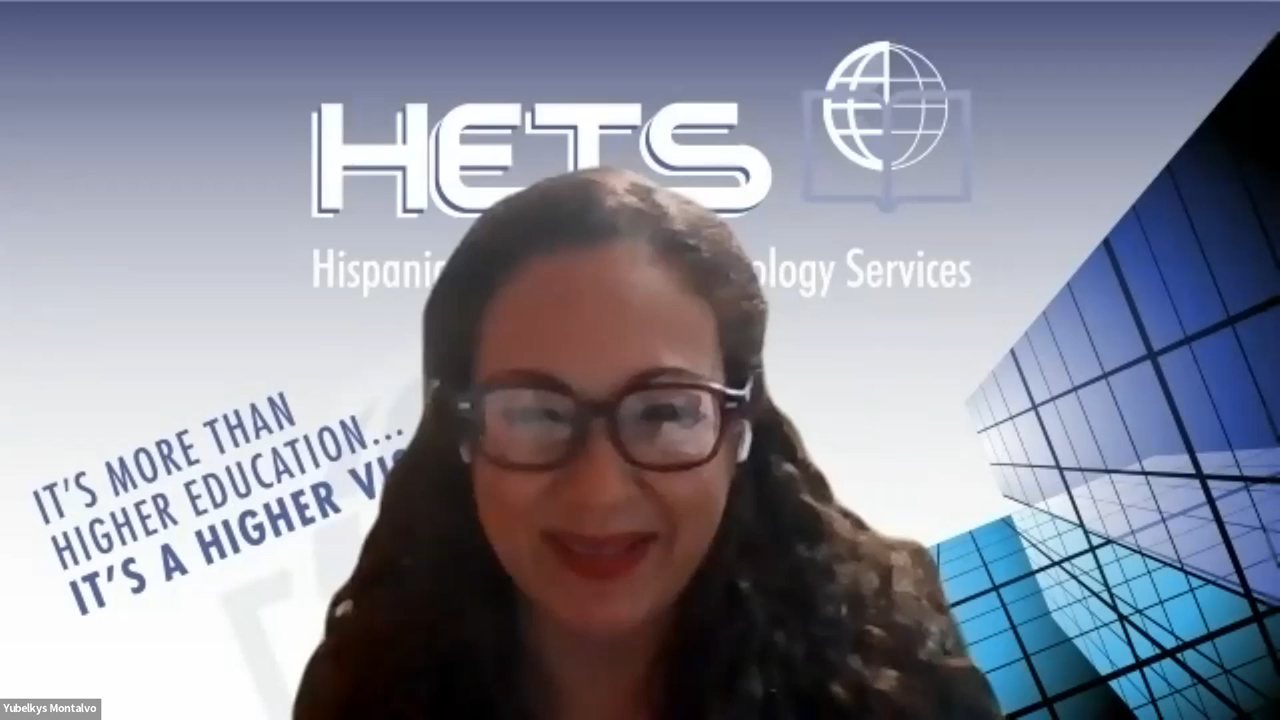 HETS
Hispanic ology Services
IT'S MORE THAN
HIGHER EDUCATION...
IT'S A HIGHER
Yubelkys Montalvo